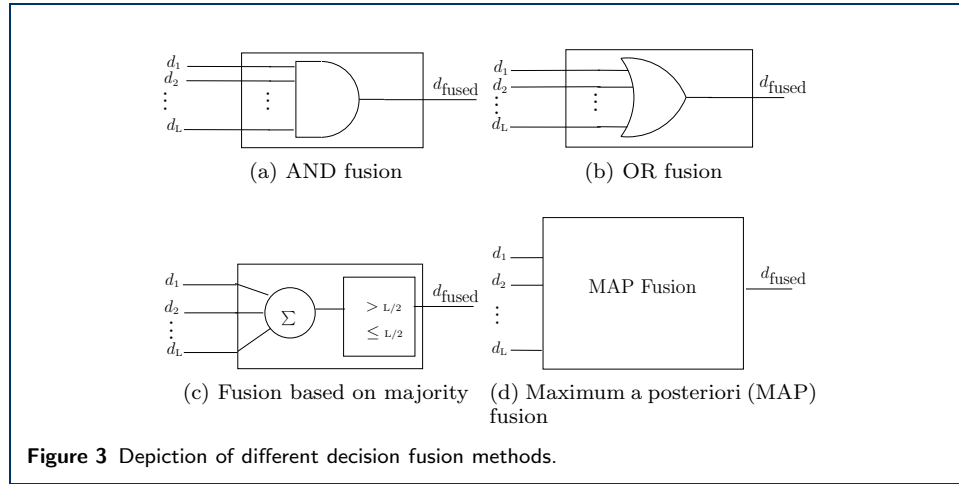 d1
d2
⋮
dL
dfused
(a) AND fusion
d1
d2
⋮
dL
dfused
(b) OR fusion
d1
d2
⋮
dL
Σ
> L/2
≤ L/2
dfused
(c) Fusion based on majority
d1
d2
⋮
dL
MAP Fusion
dfused
(d) Maximum a posteriori (MAP)
fusion
Figure 3 Depiction of different decision fusion methods.